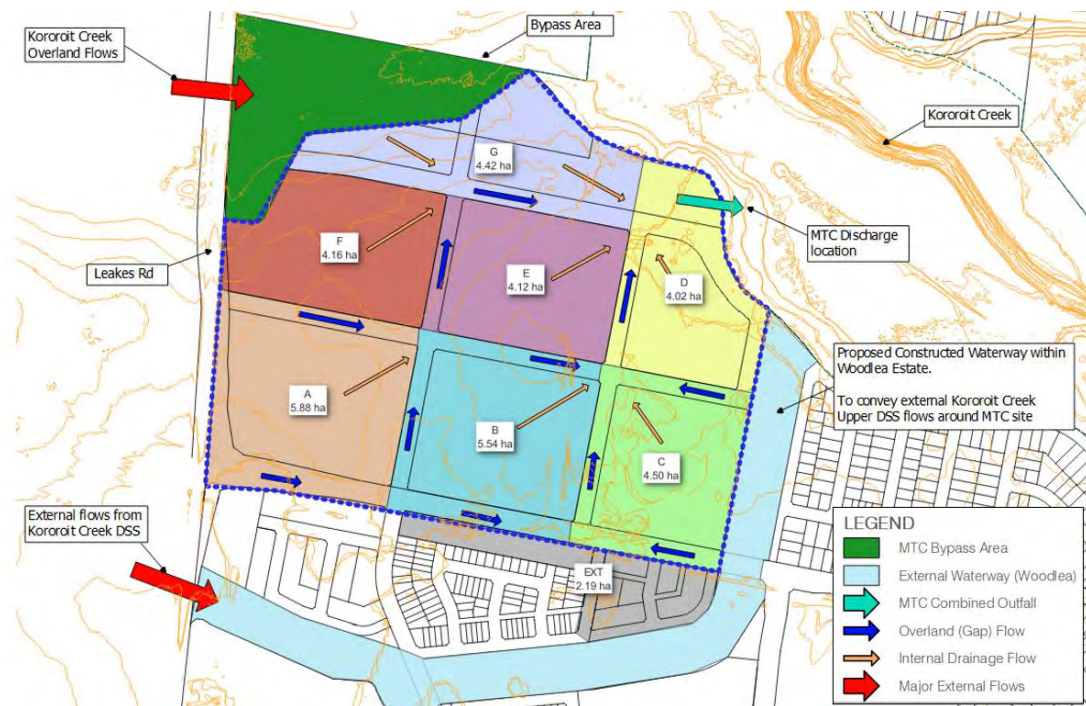 Kororoit Creek
Overland Flows
Bypass Area
Kororoit Creek
G
4.42 ha
F
4.16 ha
E
4.12 ha
D
4.02 ha
MTC Discharge
location
Leakes Rd
A
5.88 ha
B
5.54 ha
C
4.50 ha
Proposed Constructed Waterway within
Woodlea Estate.
To convey external Kororoit Creek
Upper DSS flows around MTC site
External flows from
Kororoit Creek DSS
EXT
2.19 ha
LEGEND
MTC Bypass Area
External Waterway (Woodlea)
MTC Combined Outfall
Overland (Gap) Flow
Internal Drainage Flow
Major External Flows